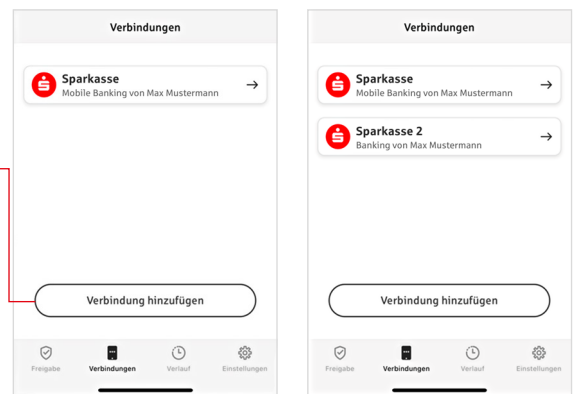 Verbindungen
Sparkasse
Mobile Banking von Max Mustermann
Verbindung hinzufügen
Freigabe
Verbindungen
Verlauf
Einstellungen
Verbindungen
Sparkasse
Mobile Banking von Max Mustermann
Sparkasse 2
Banking von Max Mustermann
Verbindung hinzufügen
Freigabe
Verbindungen
Verlauf
Einstellungen